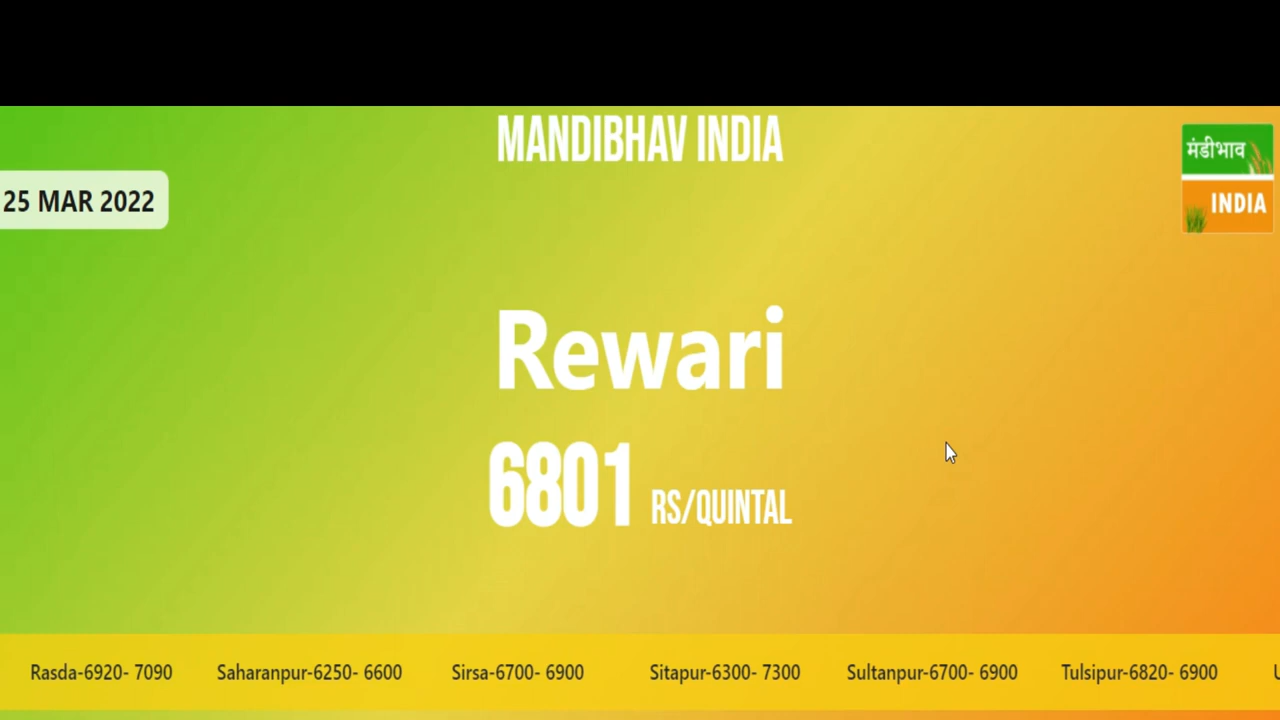 MANDIBHAV INDIA
मंडीभाव
INDIA
25 MAR 2022
Rewari
6801 RS/QUINTAL
Rasda-6920- 7090 Saharanpur-6250- 6600 Sirsa-6700- 6900 Sitapur-6300- 7300 Sultanpur-6700- 6900 Tulsipur-6820- 6900